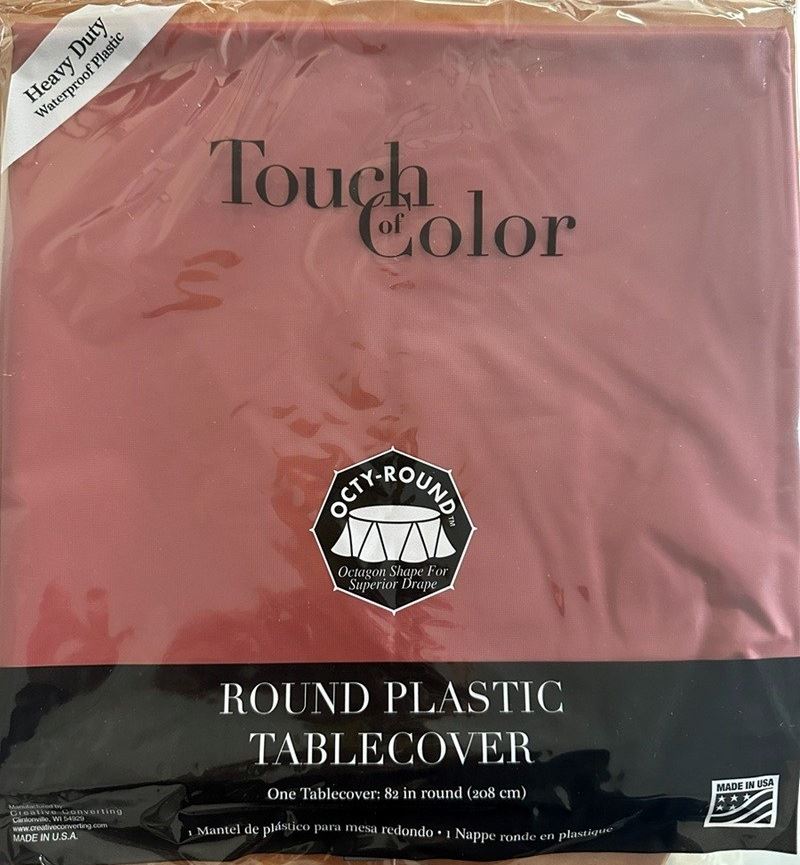 Heavy Duty
Waterproof Plastic
Touch
of
Color
OCTY-ROUND™
Octagon Shape For
Superior Drape
ROUND PLASTIC
TABLECOVER
One Tablecover: 82 in round (208 cm)
Manufactured by
Creative Converting
Clintonville, WI 54929
www.creativeconverting.com
MADE IN U.S.A.
1 Mantel de plástico para mesa redondo • 1 Nappe ronde en plastique
MADE IN USA